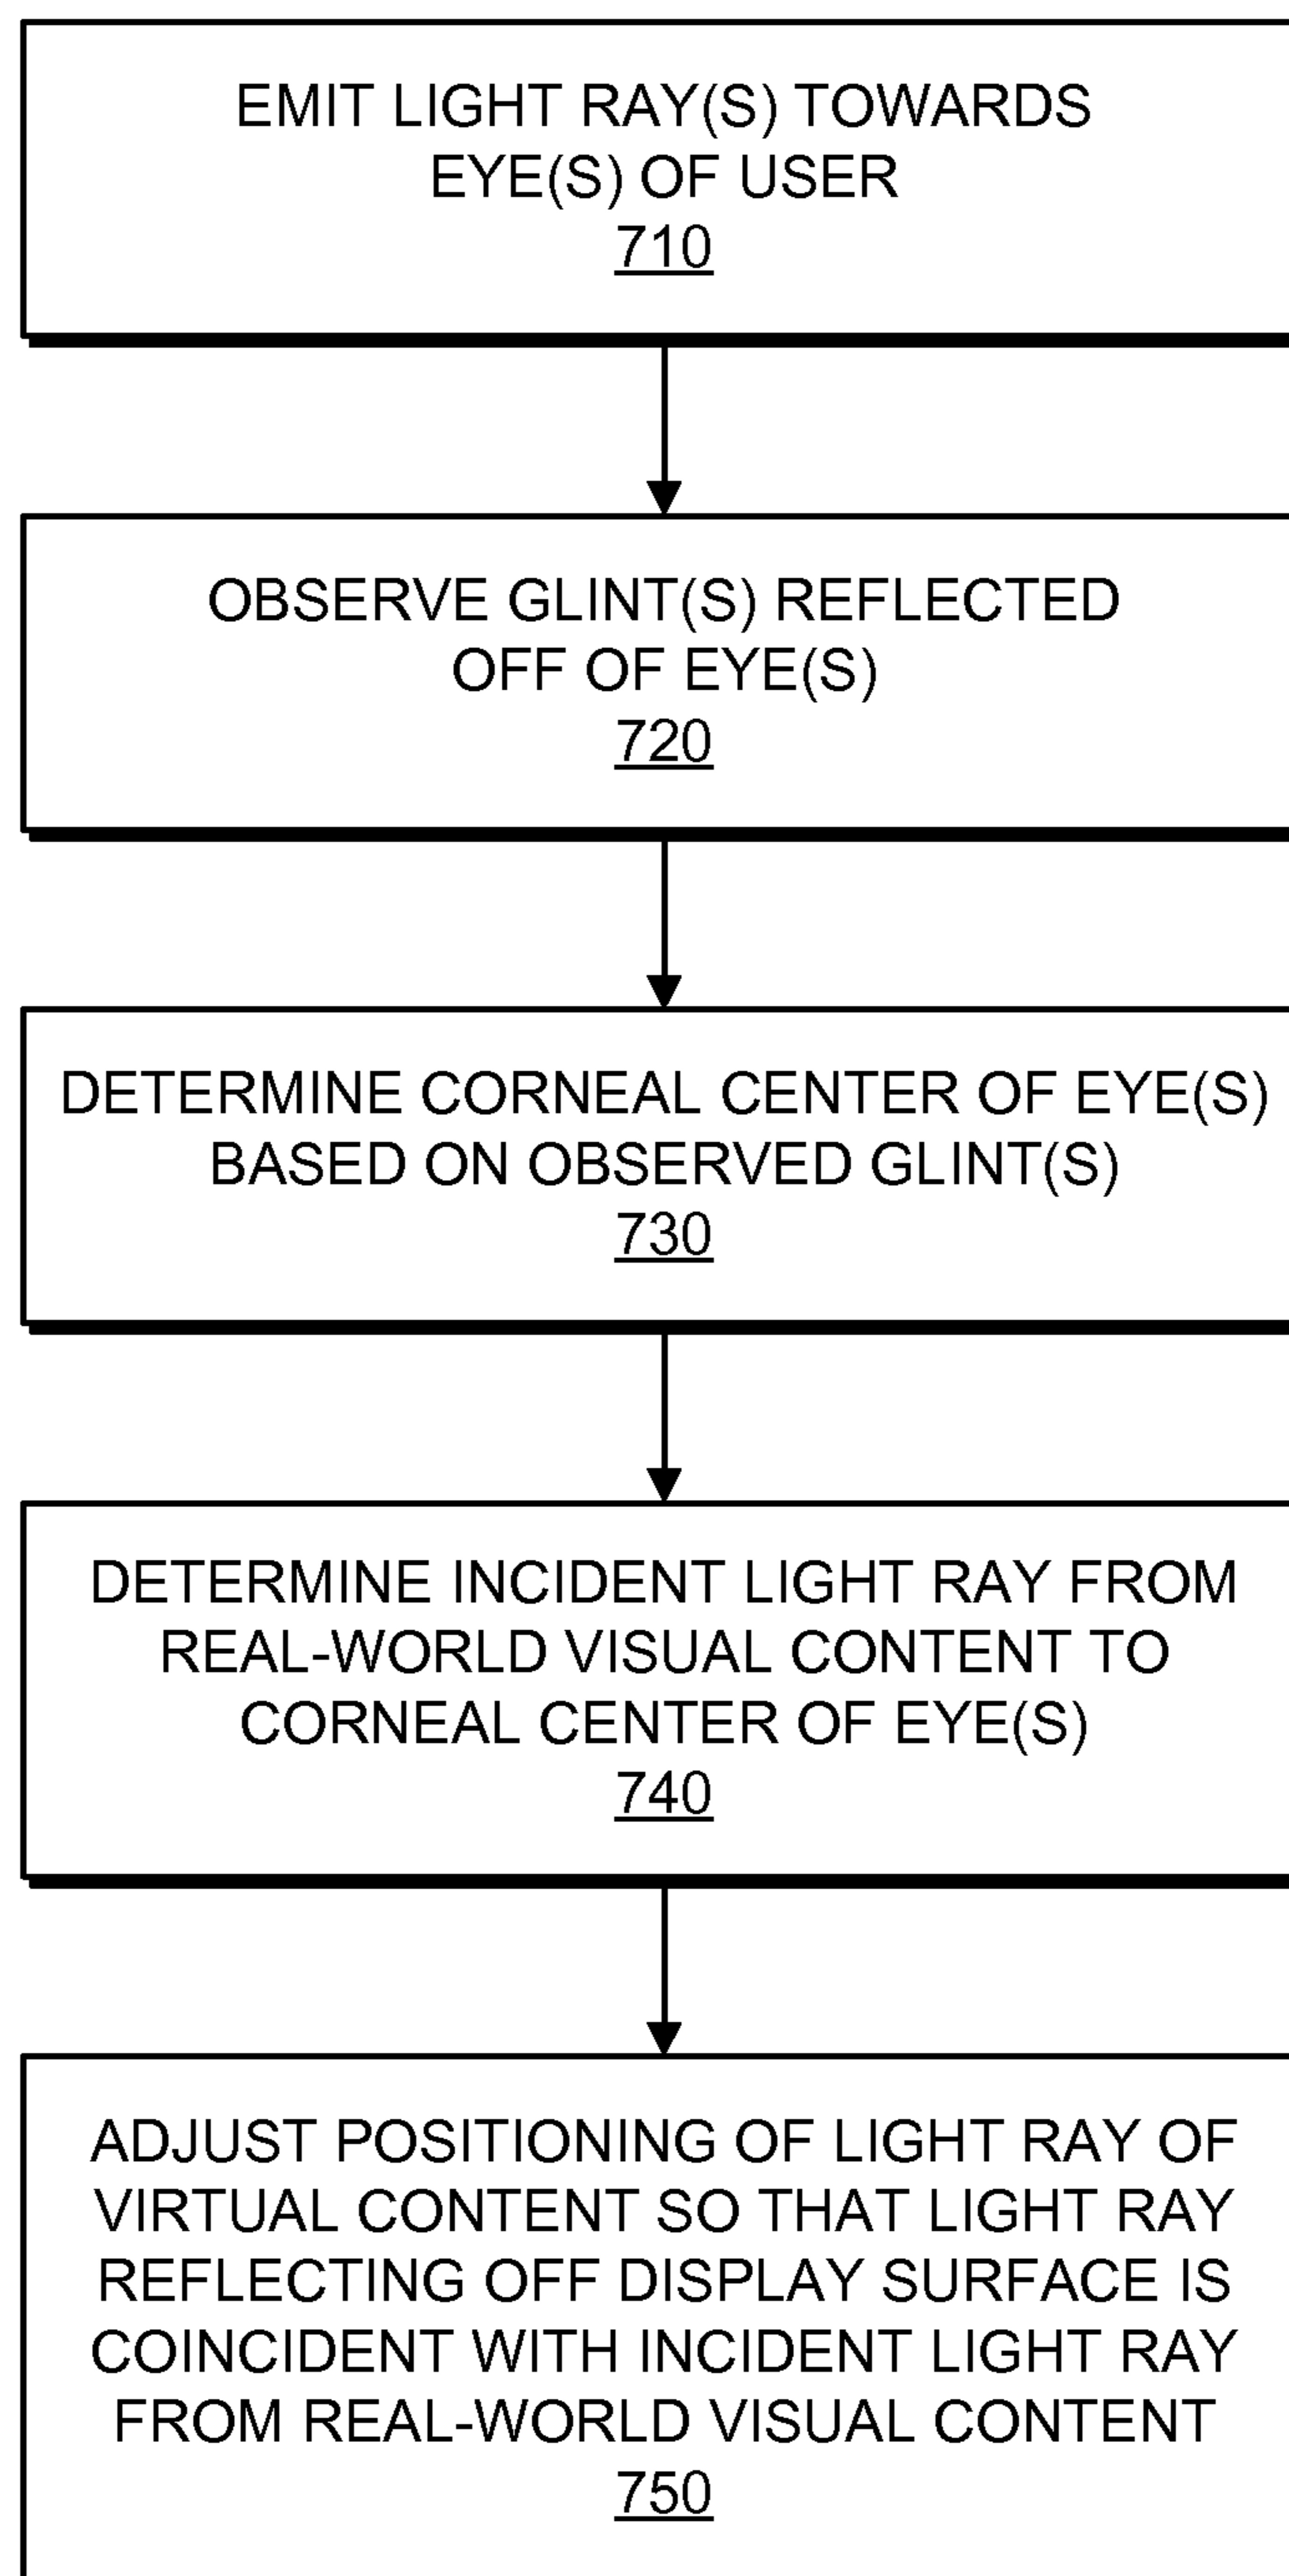 EMIT LIGHT RAY(S) TOWARDS
EYE(S) OF USER
710
OBSERVE GLINT(S) REFLECTED
OFF OF EYE(S)
720
DETERMINE CORNEAL CENTER OF EYE(S)
BASED ON OBSERVED GLINT(S)
730
DETERMINE INCIDENT LIGHT RAY FROM
REAL-WORLD VISUAL CONTENT TO
CORNEAL CENTER OF EYE(S)
740
ADJUST POSITIONING OF LIGHT RAY OF
VIRTUAL CONTENT SO THAT LIGHT RAY
REFLECTING OFF DISPLAY SURFACE IS
COINCIDENT WITH INCIDENT LIGHT RAY
FROM REAL-WORLD VISUAL CONTENT
750